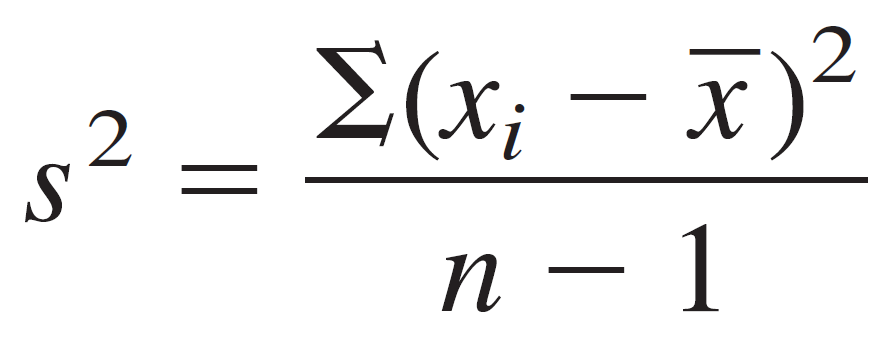 s² = Σ(xᵢ − x̅)² / n − 1